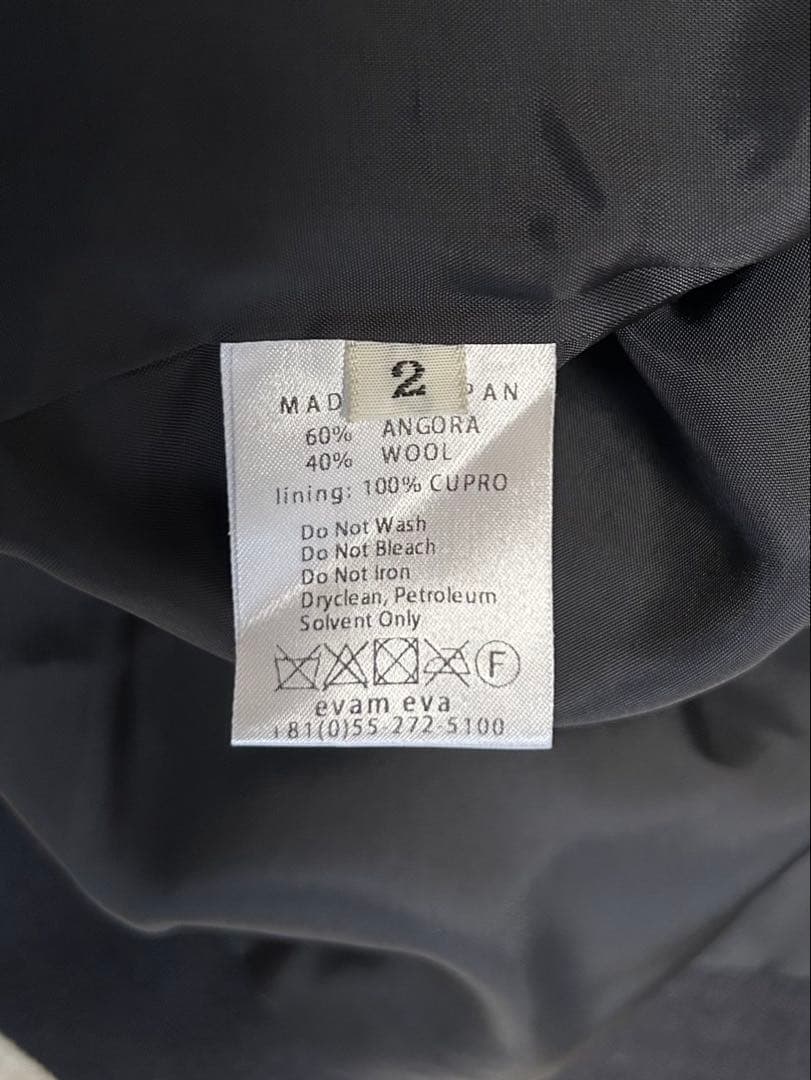 2
MAD PAN
60% ANGORA
40% WOOL
lining: 100% CUPRO
Do Not Wash
Do Not Bleach
Do Not Iron
Dryclean, Petroleum
Solvent Only
F
evam eva
+81(0)55-272-5100